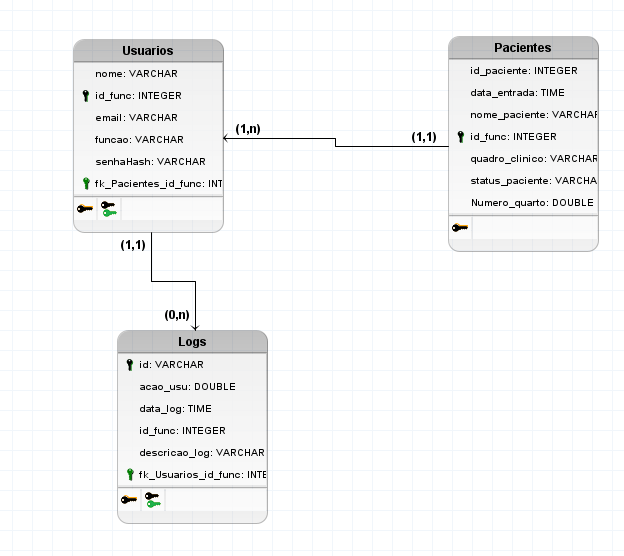 Usuarios
nome: VARCHAR
id_func: INTEGER
email: VARCHAR
funcao: VARCHAR
senhaHash: VARCHAR
fk_Pacientes_id_func: INT
(1,n)
(1,1)
Pacientes
id_paciente: INTEGER
data_entrada: TIME
nome_paciente: VARCHAR
id_func: INTEGER
quadro_clinico: VARCHAR
status_paciente: VARCHA
Numero_quarto: DOUBLE
(1,1)
(0,n)
Logs
id: VARCHAR
acao_usu: DOUBLE
data_log: TIME
id_func: INTEGER
descricao_log: VARCHAR
fk_Usuarios_id_func: INTE